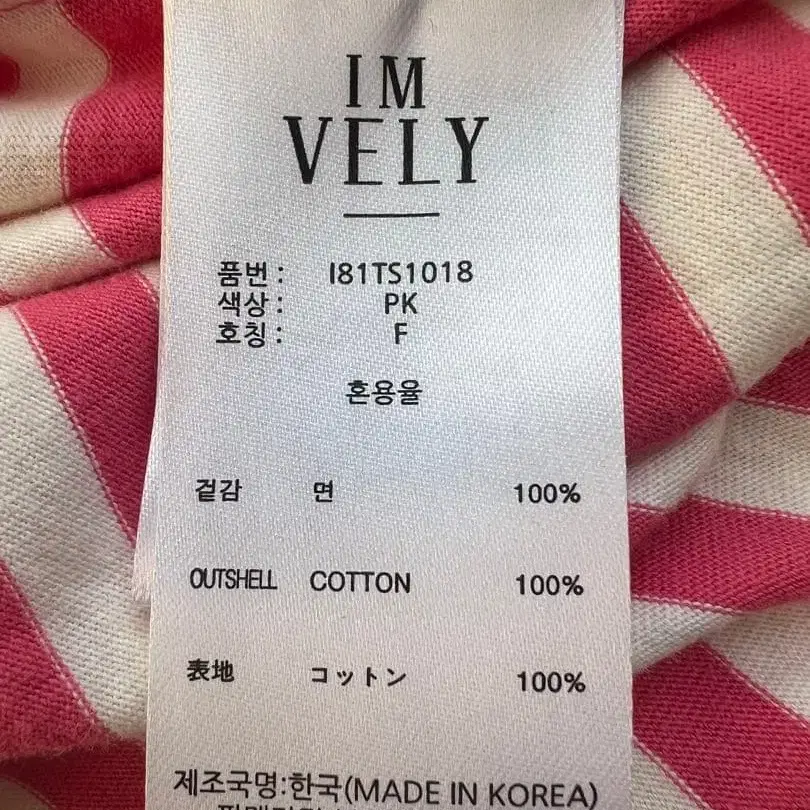 IM
VELY
품번 : I81TS1018
색상 : PK
호칭 : F
혼용율
겉감 면 100%
OUTSHELL COTTON 100%
表地 コットン 100%
제조국명:한국(MADE IN KOREA)